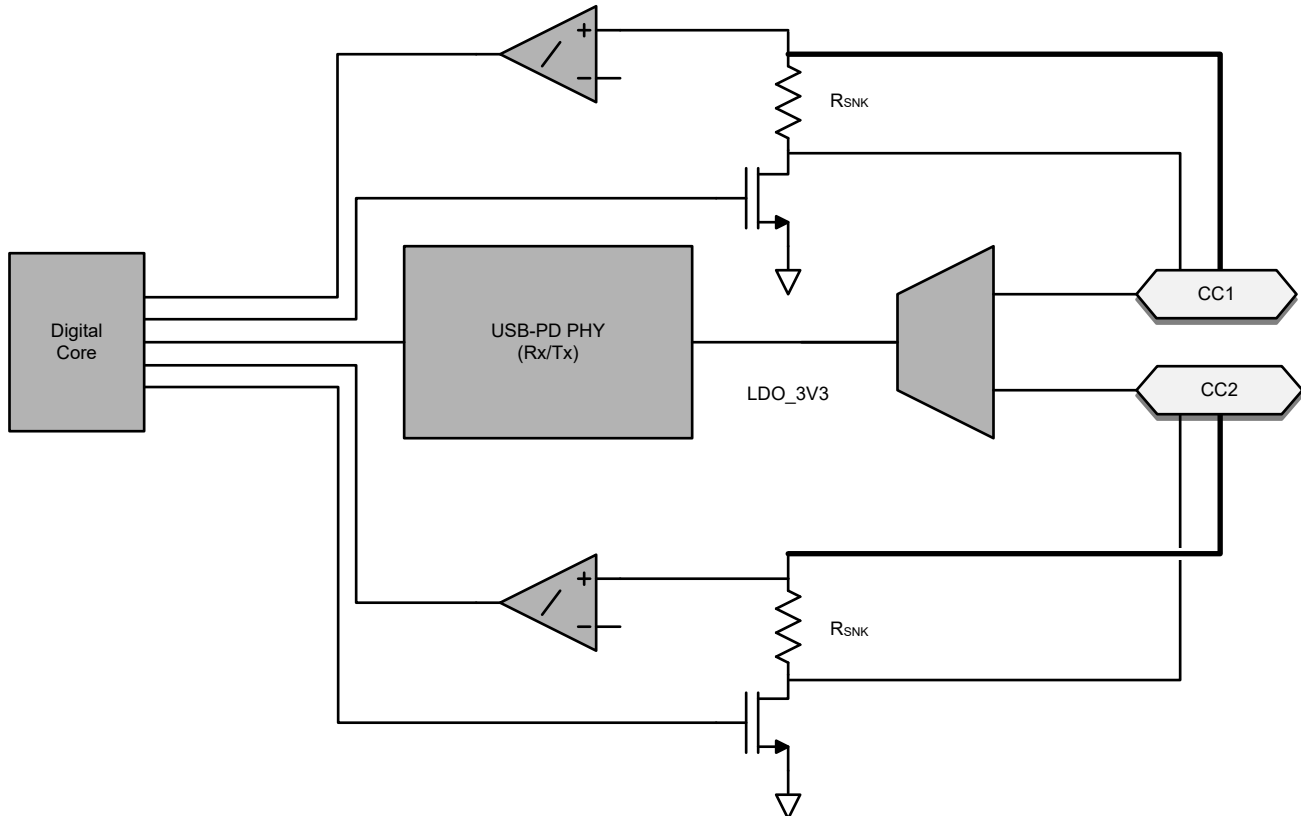 +
−
RSNK
Digital
Core
USB-PD PHY
(Rx/Tx)
LDO_3V3
CC1
CC2
+
−
RSNK